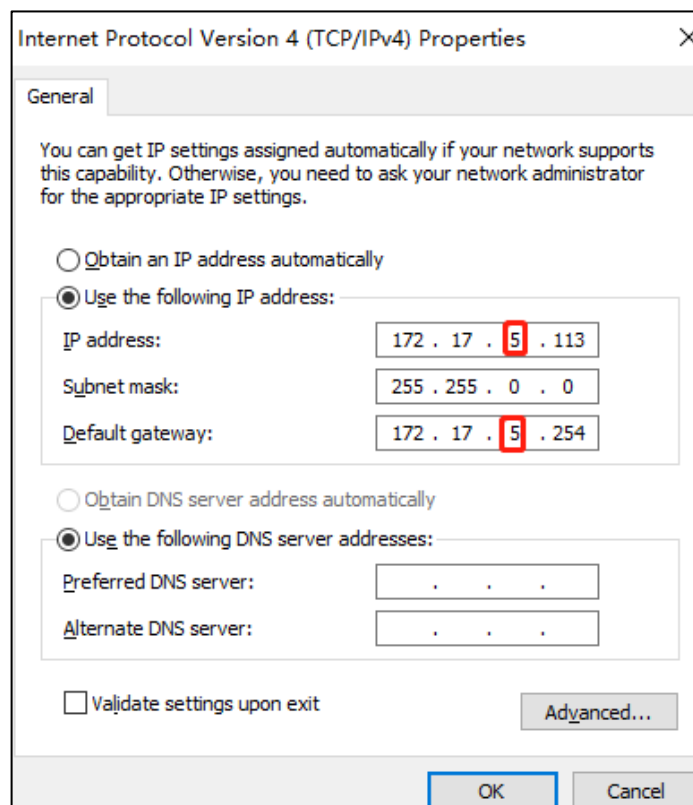 Internet Protocol Version 4 (TCP/IPv4) Properties
General
You can get IP settings assigned automatically if your network supports
this capability. Otherwise, you need to ask your network administrator
for the appropriate IP settings.
Obtain an IP address automatically
Use the following IP address:
IP address: 172 . 17 . 5 . 113
Subnet mask: 255 . 255 . 0 . 0
Default gateway: 172 . 17 . 5 . 254
Obtain DNS server address automatically
Use the following DNS server addresses:
Preferred DNS server: . . .
Alternate DNS server: . . .
Validate settings upon exit
Advanced...
OK Cancel